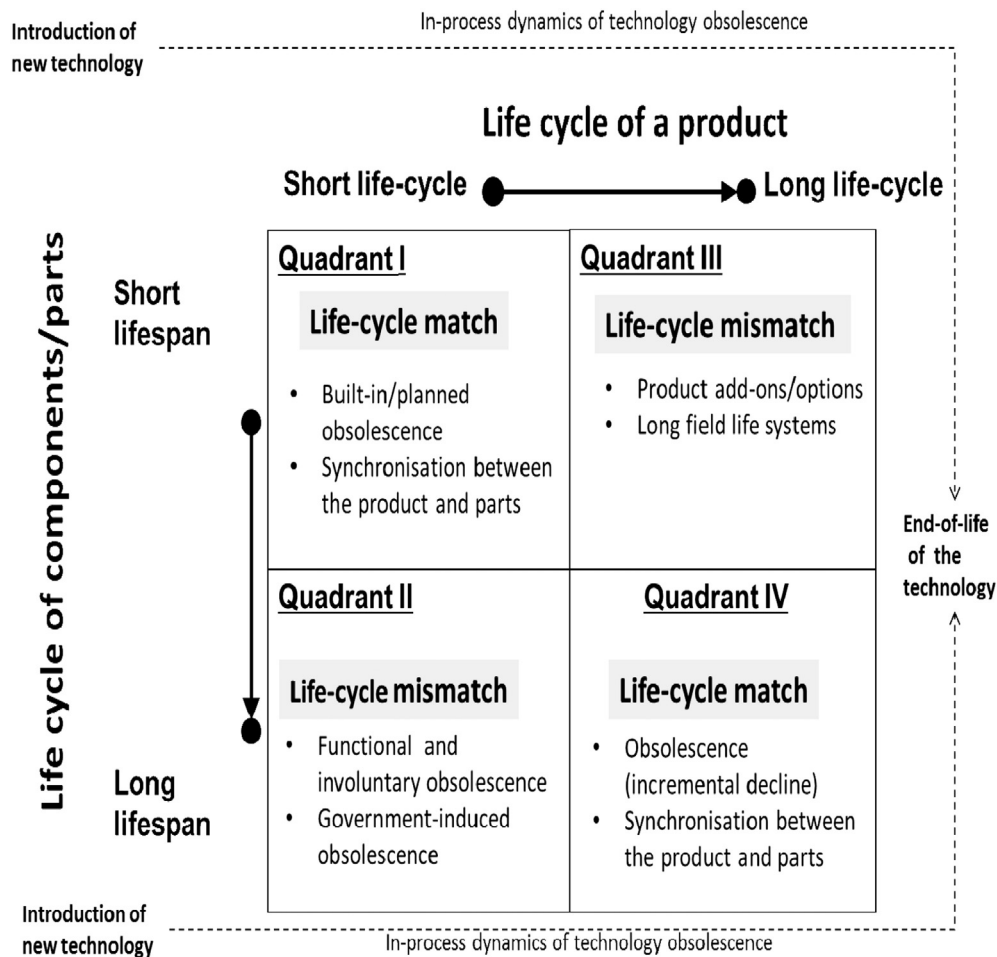 In-process dynamics of technology obsolescence
Introduction of
new technology
Life cycle of a product
Short life-cycle
Long life-cycle
Life cycle of components/parts
Short
lifespan
Quadrant I
Life-cycle match
• Built-in/planned
obsolescence
• Synchronisation between
the product and parts
Quadrant III
Life-cycle mismatch
• Product add-ons/options
• Long field life systems
End-of-life
of the
technology
Long
lifespan
Quadrant II
Life-cycle mismatch
• Functional and
involuntary obsolescence
• Government-induced
obsolescence
Quadrant IV
Life-cycle match
• Obsolescence
(incremental decline)
• Synchronisation between
the product and parts
Introduction of
new technology
In-process dynamics of technology obsolescence